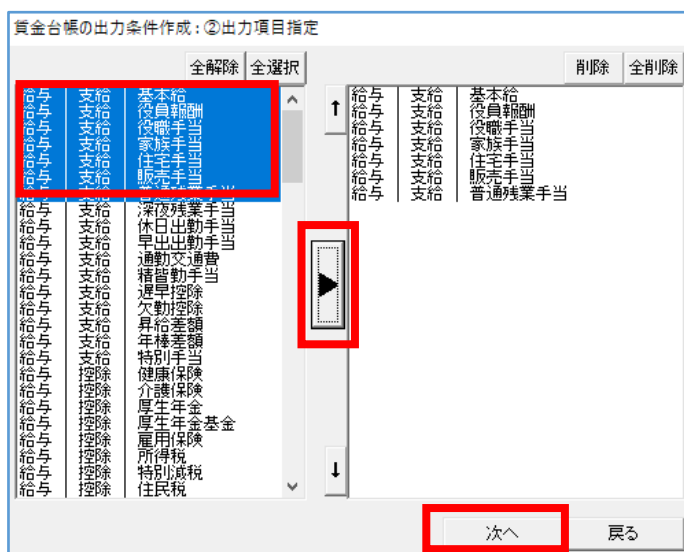 賃金台帳の出力条件作成:②出力項目指定
全解除 全選択 削除 全削除
給与 支給 基本給
給与 支給 役員報酬
給与 支給 役職手当
給与 支給 家族手当
給与 支給 住宅手当
給与 支給 販売手当
給与 支給 普通残業手当
給与 支給 深夜残業手当
給与 支給 休日出勤手当
給与 支給 早出出勤手当
給与 支給 通勤交通費
給与 支給 精皆勤手当
給与 支給 遅早控除
給与 支給 欠勤控除
給与 支給 昇給差額
給与 支給 年棒差額
給与 支給 特別手当
給与 控除 健康保険
給与 控除 介護保険
給与 控除 厚生年金
給与 控除 厚生年金基金
給与 控除 雇用保険
給与 控除 所得税
給与 控除 特別減税
給与 控除 住民税
↑
▶
↓
給与 支給 基本給
給与 支給 役員報酬
給与 支給 役職手当
給与 支給 家族手当
給与 支給 住宅手当
給与 支給 販売手当
給与 支給 普通残業手当
次へ 戻る